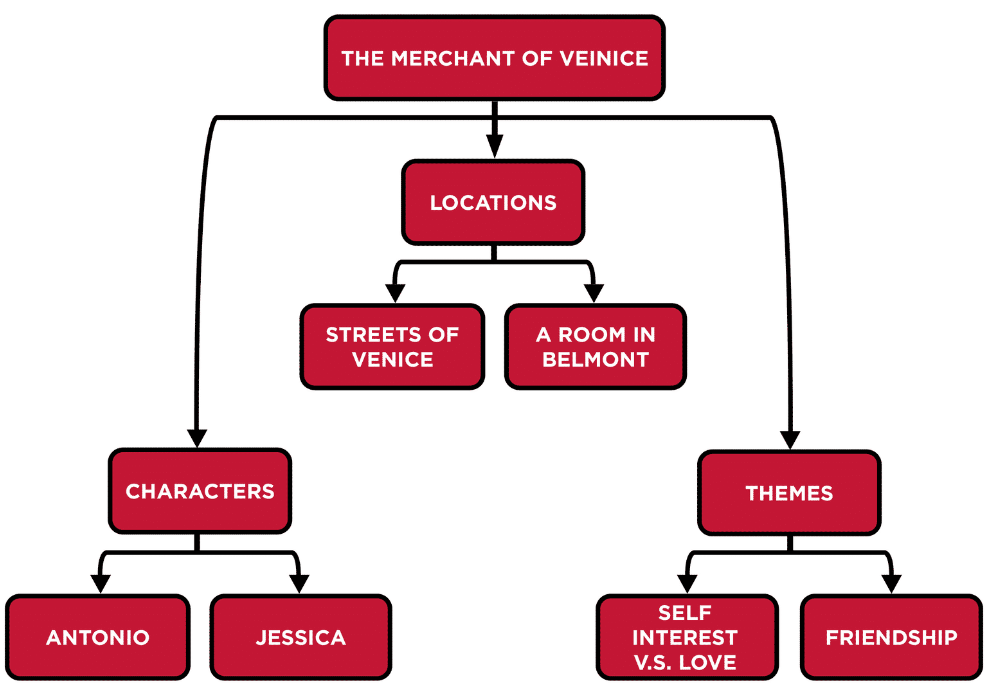 THE MERCHANT OF VEINICE
LOCATIONS
STREETS OF
VENICE
A ROOM IN
BELMONT
CHARACTERS
THEMES
ANTONIO
JESSICA
SELF
INTEREST
V.S. LOVE
FRIENDSHIP